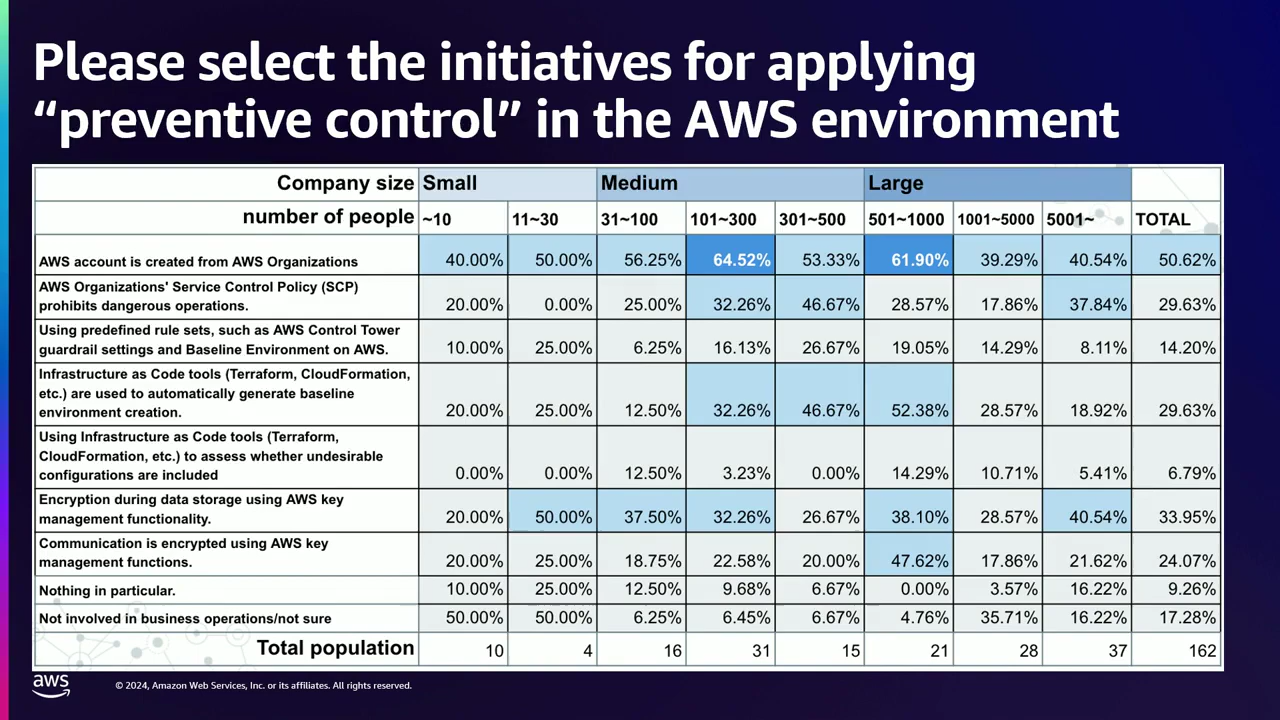 Please select the initiatives for applying
“preventive control” in the AWS environment
Company size Small Medium Large
number of people ~10 11~30 31~100 101~300 301~500 501~1000 1001~5000 5001~ TOTAL
AWS account is created from AWS Organizations 40.00% 50.00% 56.25% 64.52% 53.33% 61.90% 39.29% 40.54% 50.62%
AWS Organizations' Service Control Policy (SCP)
prohibits dangerous operations. 20.00% 0.00% 25.00% 32.26% 46.67% 28.57% 17.86% 37.84% 29.63%
Using predefined rule sets, such as AWS Control Tower
guardrail settings and Baseline Environment on AWS. 10.00% 25.00% 6.25% 16.13% 26.67% 19.05% 14.29% 8.11% 14.20%
Infrastructure as Code tools (Terraform, CloudFormation,
etc.) are used to automatically generate baseline
environment creation. 20.00% 25.00% 12.50% 32.26% 46.67% 52.38% 28.57% 18.92% 29.63%
Using Infrastructure as Code tools (Terraform,
CloudFormation, etc.) to assess whether undesirable
configurations are included 0.00% 0.00% 12.50% 3.23% 0.00% 14.29% 10.71% 5.41% 6.79%
Encryption during data storage using AWS key
management functionality. 20.00% 50.00% 37.50% 32.26% 26.67% 38.10% 28.57% 40.54% 33.95%
Communication is encrypted using AWS key
management functions. 20.00% 25.00% 18.75% 22.58% 20.00% 47.62% 17.86% 21.62% 24.07%
Nothing in particular. 10.00% 25.00% 12.50% 9.68% 6.67% 0.00% 3.57% 16.22% 9.26%
Not involved in business operations/not sure 50.00% 50.00% 6.25% 6.45% 6.67% 4.76% 35.71% 16.22% 17.28%
Total population 10 4 16 31 15 21 28 37 162
aws
© 2024, Amazon Web Services, Inc. or its affiliates. All rights reserved.